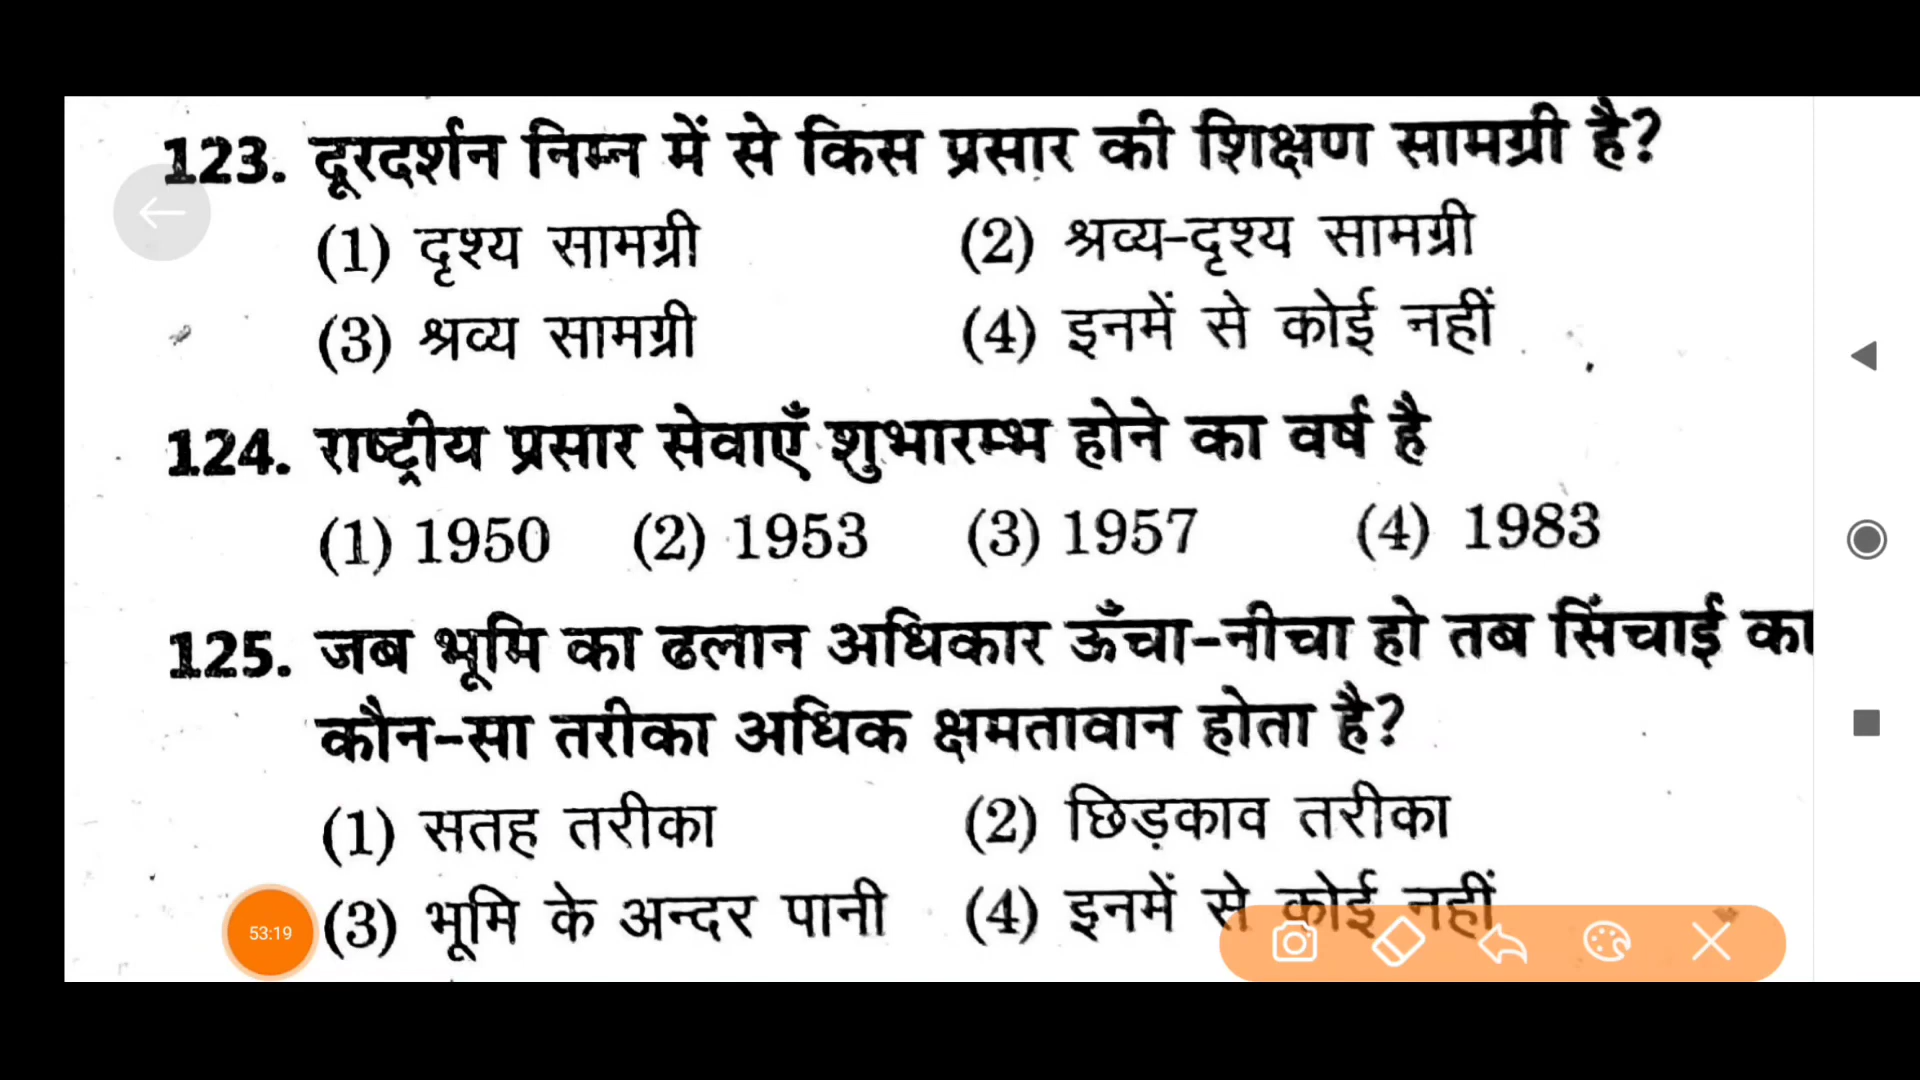 123. दूरदर्शन निम्न में से किस प्रसार की शिक्षण सामग्री है?
(1) दृश्य सामग्री (2) श्रव्य-दृश्य सामग्री
(3) श्रव्य सामग्री (4) इनमें से कोई नहीं
124. राष्ट्रीय प्रसार सेवाएँ शुभारम्भ होने का वर्ष है
(1) 1950 (2) 1953 (3) 1957 (4) 1983
125. जब भूमि का ढलान अधिकार ऊँचा-नीचा हो तब सिंचाई का
कौन-सा तरीका अधिक क्षमतावान होता है?
(1) सतह तरीका (2) छिड़काव तरीका
(3) भूमि के अन्दर पानी (4) इनमें से कोई नहीं
53:19